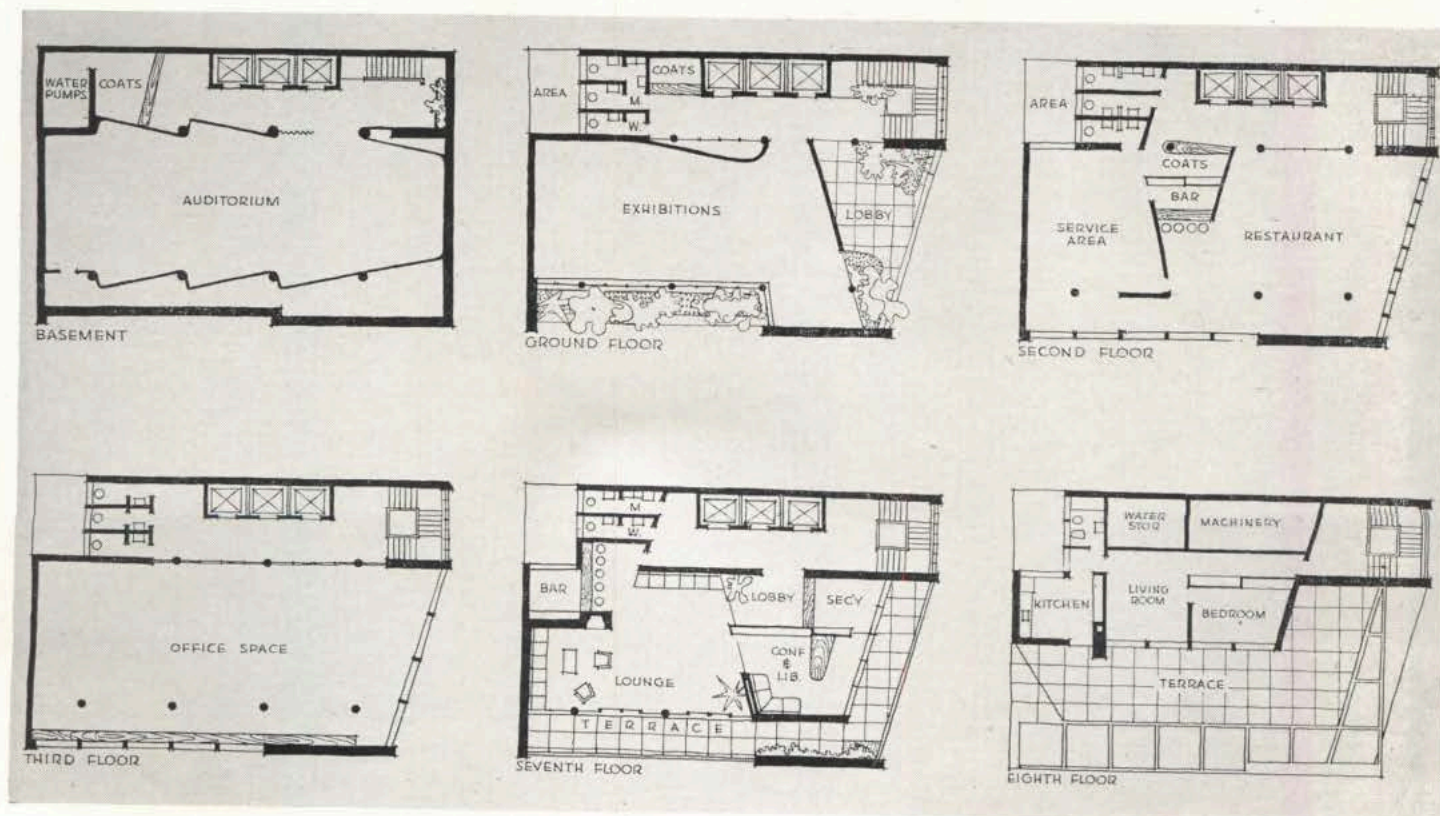 WATER
PUMPS
COATS
AUDITORIUM
BASEMENT
AREA
COATS
M.
W.
EXHIBITIONS
LOBBY
GROUND FLOOR
AREA
COATS
BAR
SERVICE
AREA
RESTAURANT
SECOND FLOOR
OFFICE SPACE
THIRD FLOOR
M
W.
BAR
LOBBY
SEC'Y
CONF
&
LIB.
LOUNGE
TERRACE
SEVENTH FLOOR
WATER
STOR
MACHINERY
KITCHEN
LIVING
ROOM
BEDROOM
TERRACE
EIGHTH FLOOR